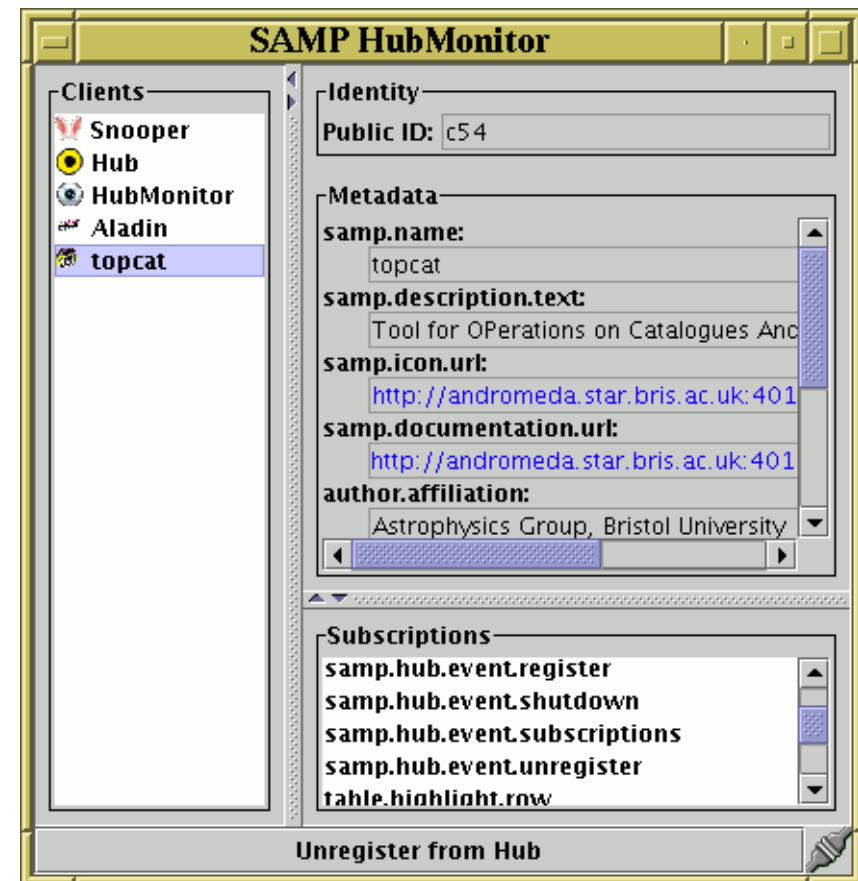 SAMP HubMonitor
Clients
Snooper
Hub
HubMonitor
Aladin
topcat
Identity
Public ID: c54
Metadata
samp.name:
topcat
samp.description.text:
Tool for OPerations on Catalogues And
samp.icon.url:
http://andromeda.star.bris.ac.uk:401
samp.documentation.url:
http://andromeda.star.bris.ac.uk:401
author.affiliation:
Astrophysics Group, Bristol University
Subscriptions
samp.hub.event.register
samp.hub.event.shutdown
samp.hub.event.subscriptions
samp.hub.event.unregister
table.highlight.row
Unregister from Hub